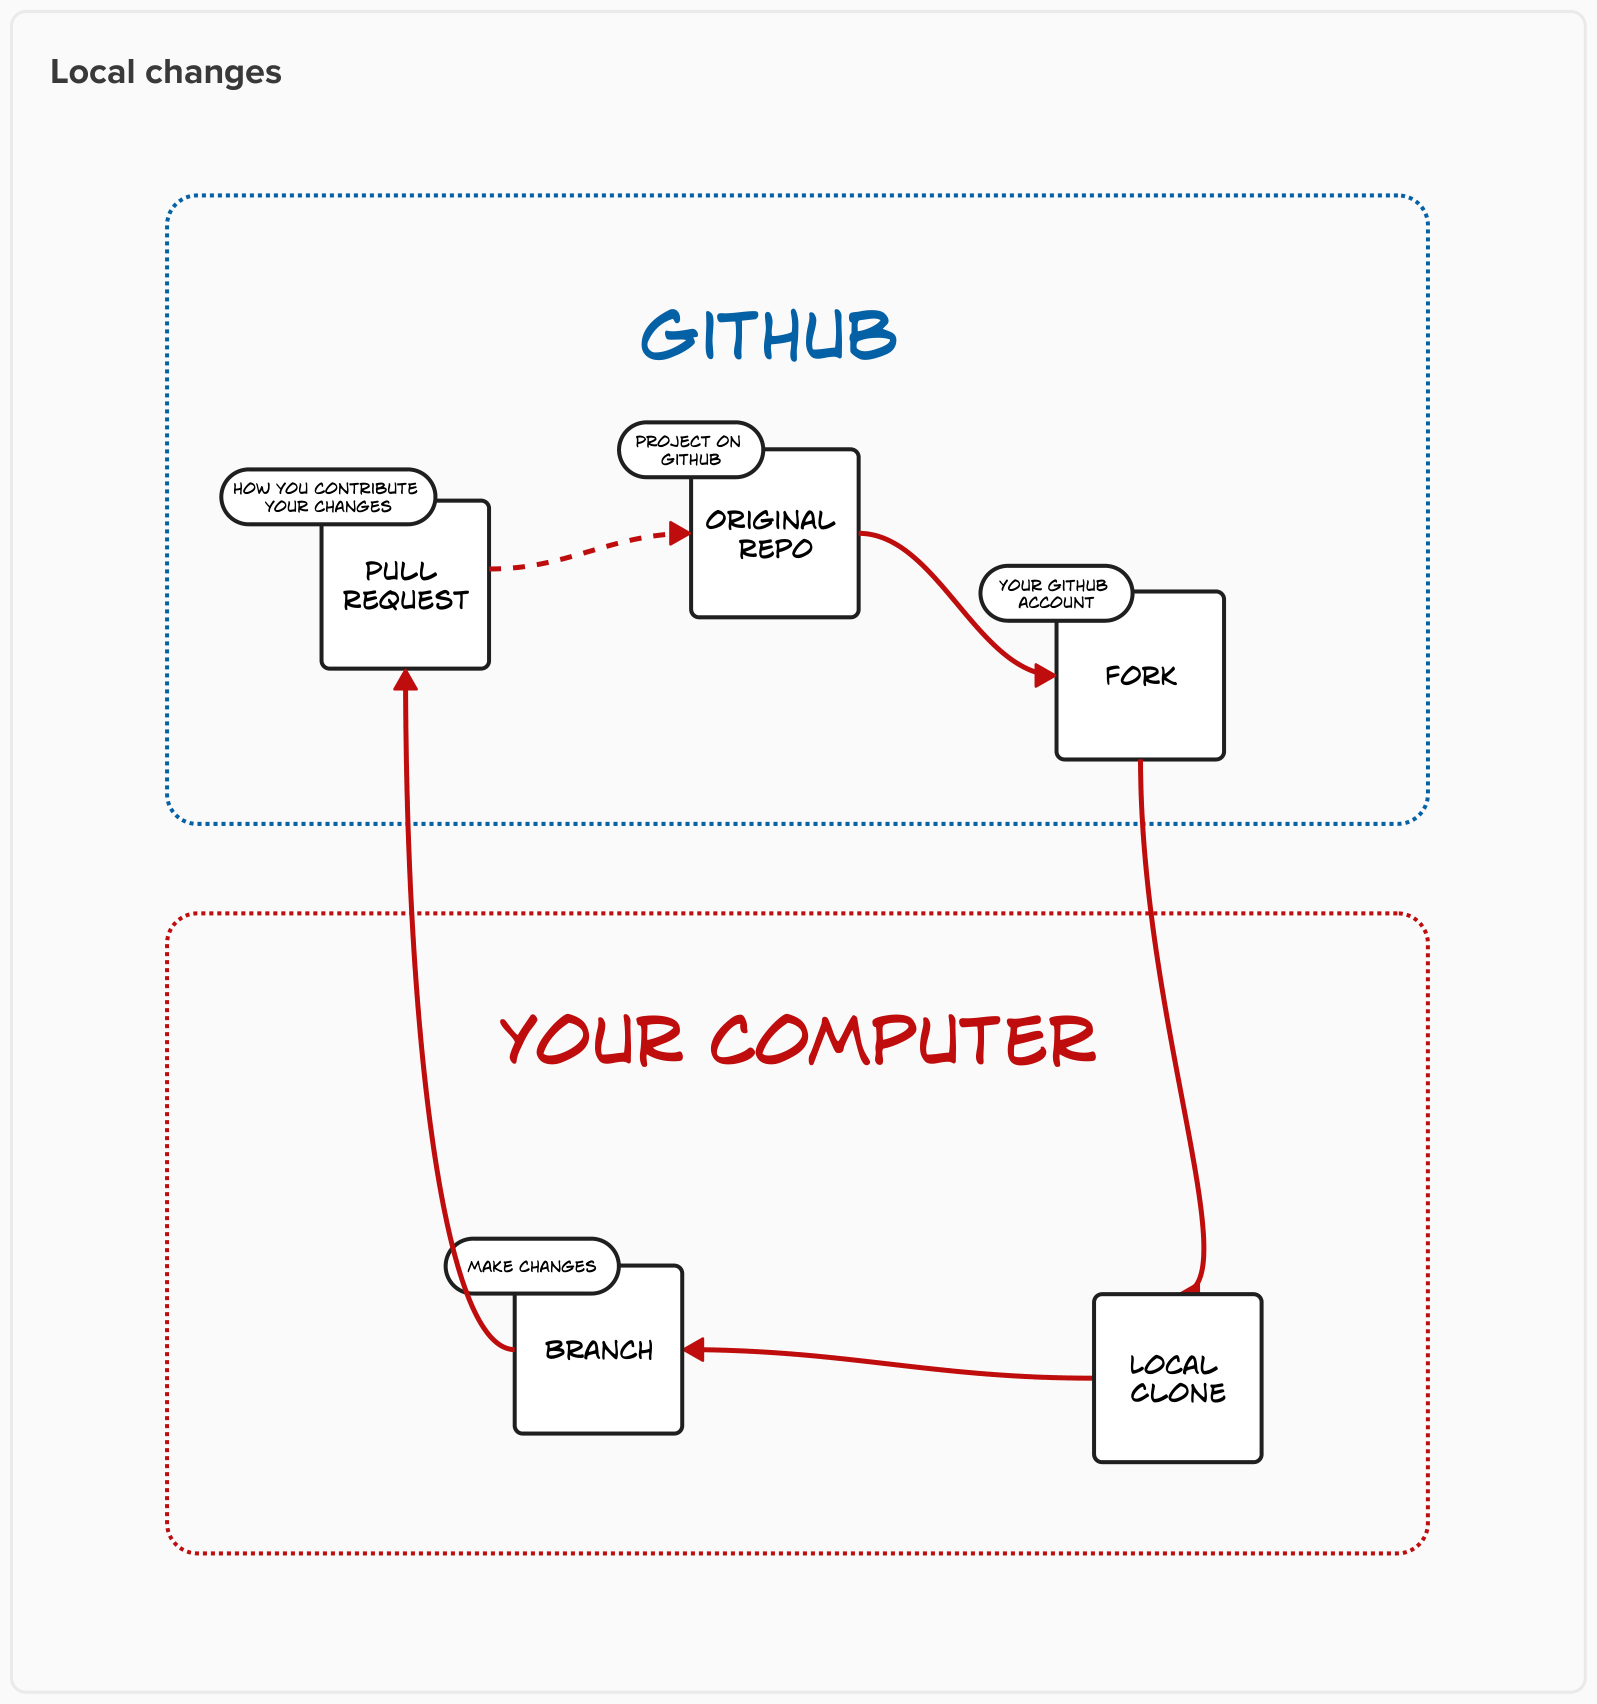 Local changes
GITHUB
PROJECT ON
GITHUB
HOW YOU CONTRIBUTE
YOUR CHANGES
ORIGINAL
REPO
PULL
REQUEST
YOUR GITHUB
ACCOUNT
FORK
YOUR COMPUTER
MAKE CHANGES
BRANCH
LOCAL
CLONE